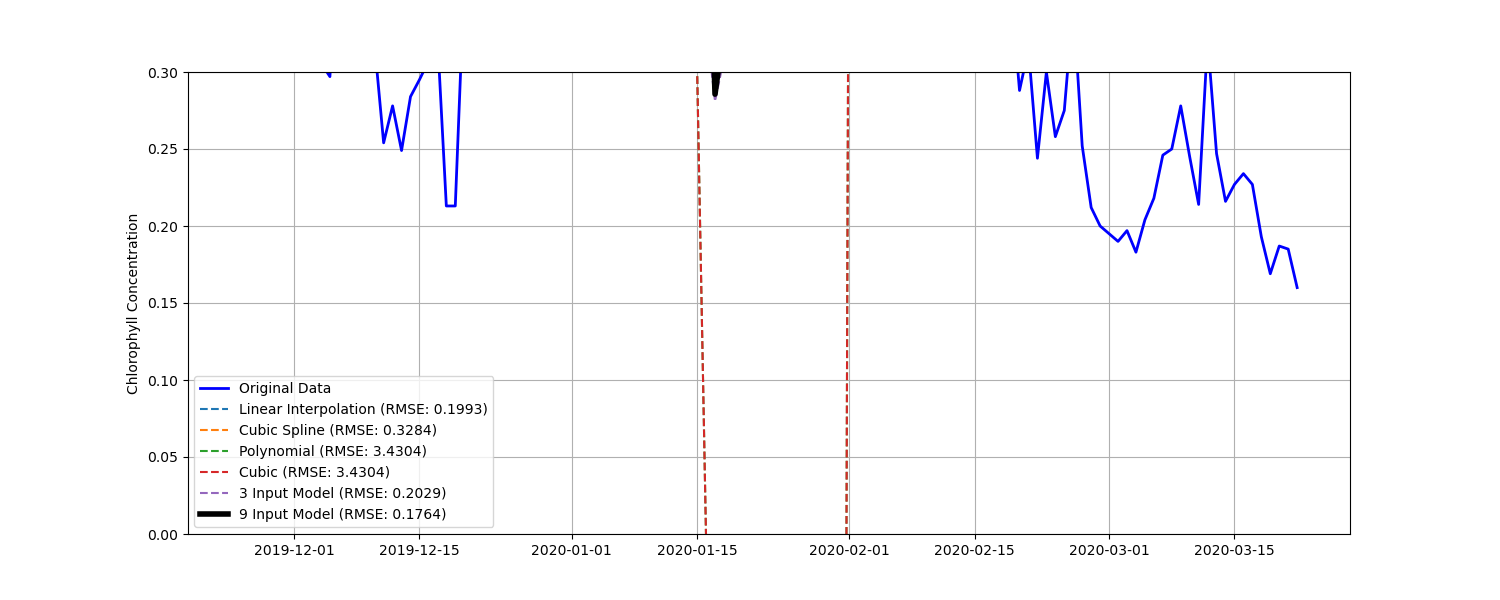 Chlorophyll Concentration
0.30
0.25
0.20
0.15
0.10
0.05
0.00
Original Data
Linear Interpolation (RMSE: 0.1993)
Cubic Spline (RMSE: 0.3284)
Polynomial (RMSE: 3.4304)
Cubic (RMSE: 3.4304)
3 Input Model (RMSE: 0.2029)
9 Input Model (RMSE: 0.1764)
2019-12-01 2019-12-15 2020-01-01 2020-01-15 2020-02-01 2020-02-15 2020-03-01 2020-03-15